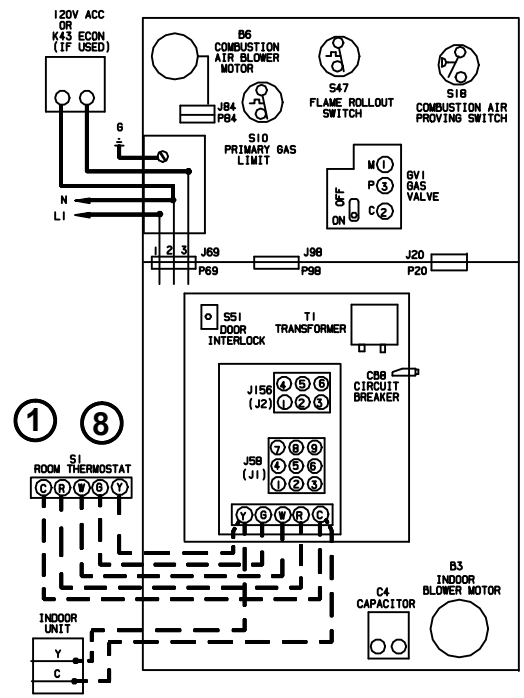 120V ACC
OR
K43 ECON
(IF USED)
B6
COMBUSTION
AIR BLOWER
MOTOR
S47
FLAME ROLLOUT
SWITCH
S18
COMBUSTION AIR
PROVING SWITCH
J84
P84
S10
PRIMARY GAS
LIMIT
G
N
L1
M 1
P 3
C 2
OFF
ON
GV1
GAS
VALVE
1 2 3
J69
P69
J98
P98
J20
P20
S51
DOOR
INTERLOCK
T1
TRANSFORMER
CB8
CIRCUIT
BREAKER
J156
(J2)
4 5 6
1 2 3
J58
(J1)
7 8 9
4 5 6
1 2 3
1 8
S1
ROOM THERMOSTAT
C R W G Y
Y G W R C
B3
INDOOR
BLOWER MOTOR
C4
CAPACITOR
INDOOR
UNIT
Y
C